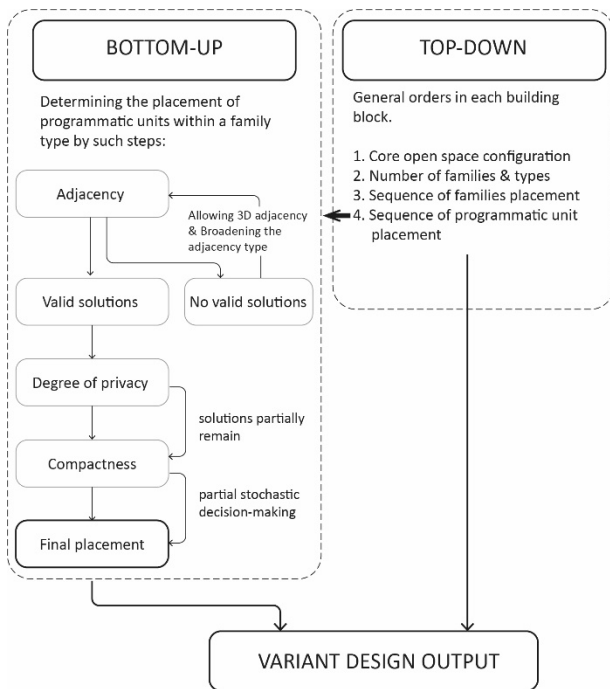 BOTTOM-UP
Determining the placement of
programmatic units within a family
type by such steps:
Adjacency
Allowing 3D adjacency
& Broadening the
adjacency type
Valid solutions
No valid solutions
Degree of privacy
solutions partially
remain
Compactness
partial stochastic
decision-making
Final placement
TOP-DOWN
General orders in each building
block.
1. Core open space configuration
2. Number of families & types
3. Sequence of families placement
4. Sequence of programmatic unit
placement
VARIANT DESIGN OUTPUT